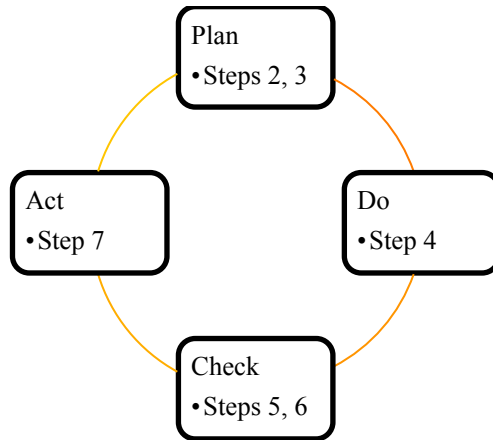 Plan
•Steps 2, 3
Do
•Step 4
Check
•Steps 5, 6
Act
•Step 7